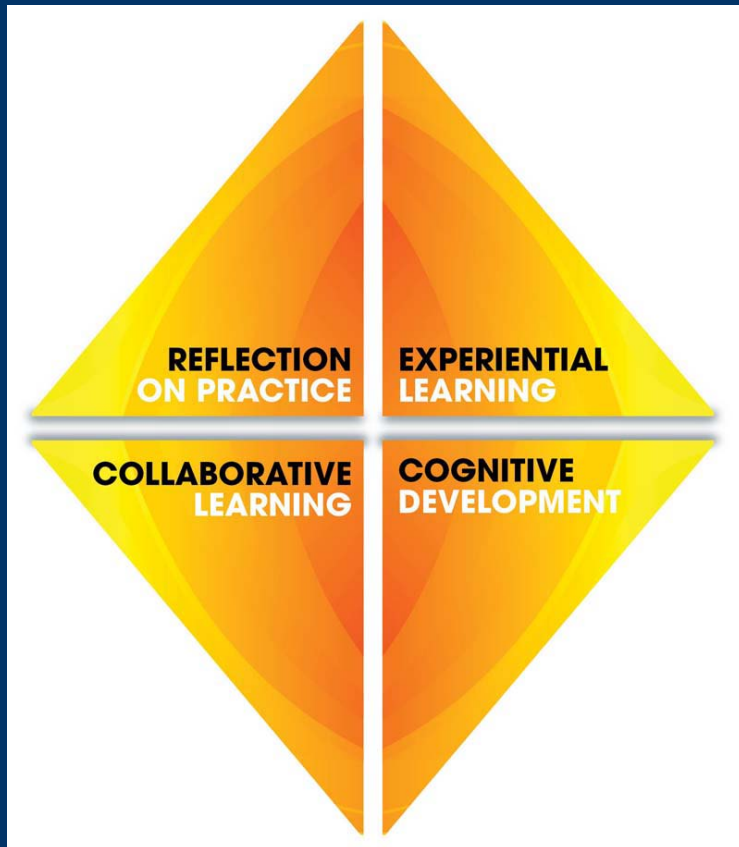 REFLECTION
ON PRACTICE
EXPERIENTIAL
LEARNING
COLLABORATIVE
LEARNING
COGNITIVE
DEVELOPMENT